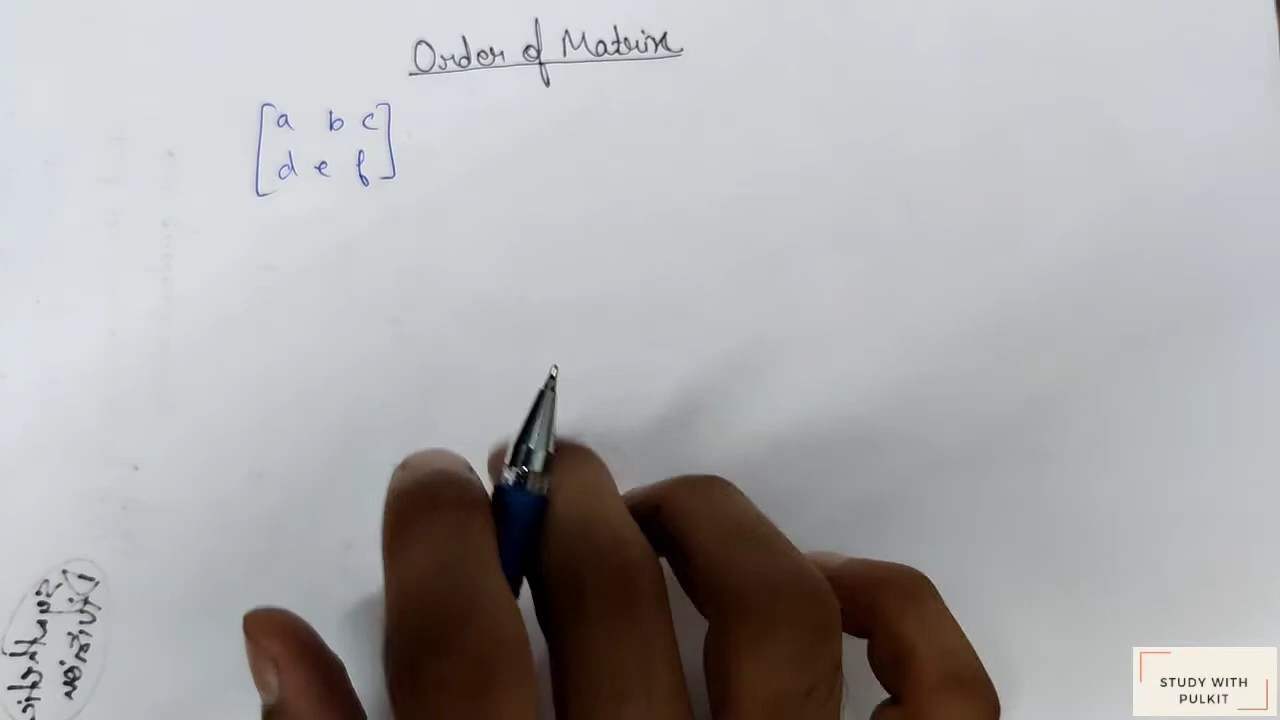 Order of Matrix
a b c
d e f
STUDY WITH
PULKIT